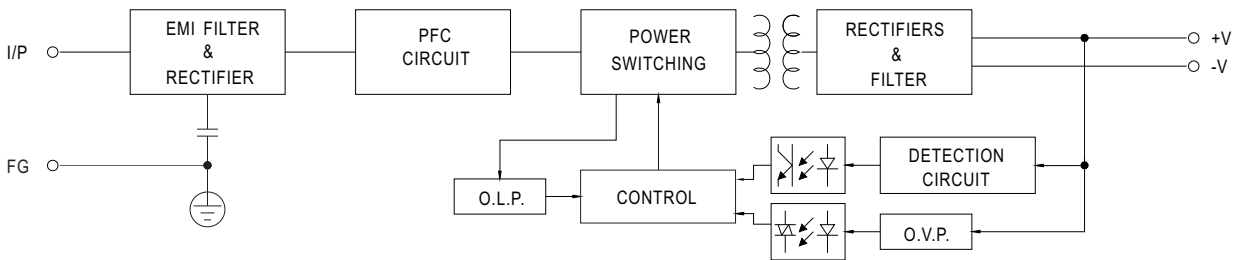 I/P
EMI FILTER
&
RECTIFIER
PFC
CIRCUIT
POWER
SWITCHING
RECTIFIERS
&
FILTER
+V
-V
FG
O.L.P.
CONTROL
DETECTION
CIRCUIT
O.V.P.